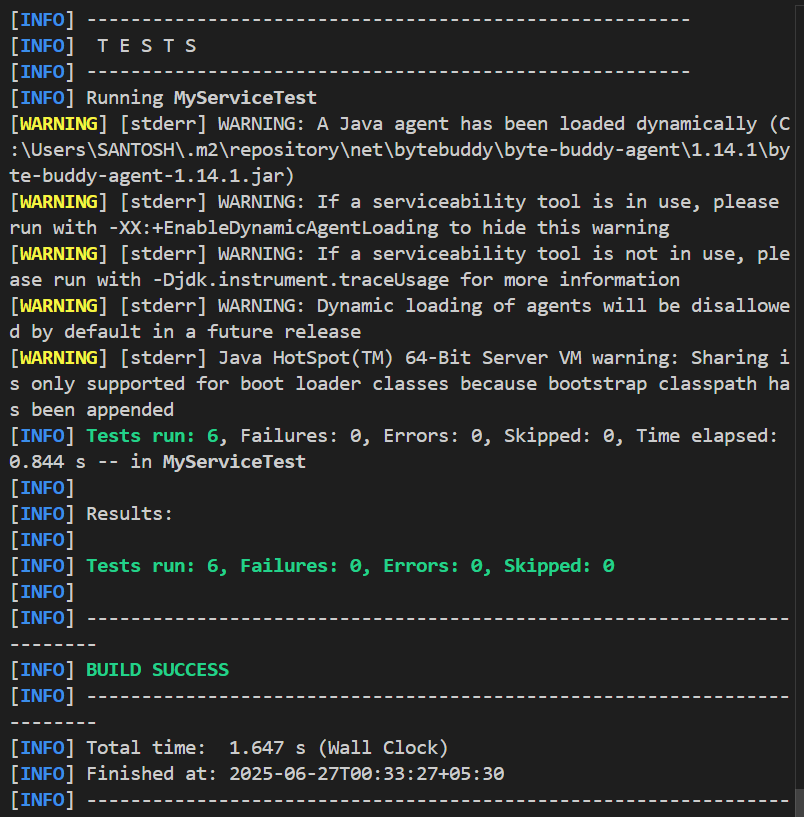 [INFO] -------------------------------------------------------
[INFO]  T E S T S
[INFO] -------------------------------------------------------
[INFO] Running MyServiceTest
[WARNING] [stderr] WARNING: A Java agent has been loaded dynamically (C
:\Users\SANTOSH\.m2\repository\net\bytebuddy\byte-buddy-agent\1.14.1\by
te-buddy-agent-1.14.1.jar)
[WARNING] [stderr] WARNING: If a serviceability tool is in use, please
run with -XX:+EnableDynamicAgentLoading to hide this warning
[WARNING] [stderr] WARNING: If a serviceability tool is not in use, ple
ase run with -Djdk.instrument.traceUsage for more information
[WARNING] [stderr] WARNING: Dynamic loading of agents will be disallowe
d by default in a future release
[WARNING] [stderr] Java HotSpot(TM) 64-Bit Server VM warning: Sharing i
s only supported for boot loader classes because bootstrap classpath ha
s been appended
[INFO] Tests run: 6, Failures: 0, Errors: 0, Skipped: 0, Time elapsed:
0.844 s -- in MyServiceTest
[INFO]
[INFO] Results:
[INFO]
[INFO] Tests run: 6, Failures: 0, Errors: 0, Skipped: 0
[INFO]
[INFO] ----------------------------------------------------------------
--------
[INFO] BUILD SUCCESS
[INFO] ----------------------------------------------------------------
--------
[INFO] Total time:  1.647 s (Wall Clock)
[INFO] Finished at: 2025-06-27T00:33:27+05:30
[INFO] ----------------------------------------------------------------